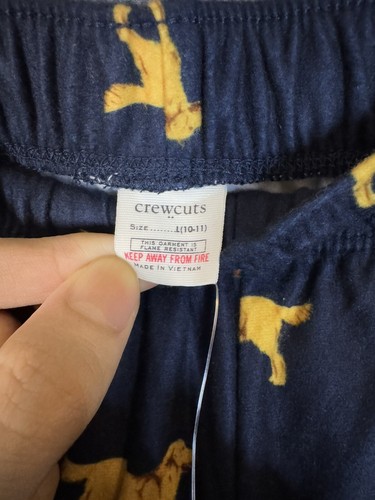 crewcuts
SIZE.........L(10-11)
THIS GARMENT IS
FLAME RESISTANT
KEEP AWAY FROM FIRE
MADE IN VIETNAM